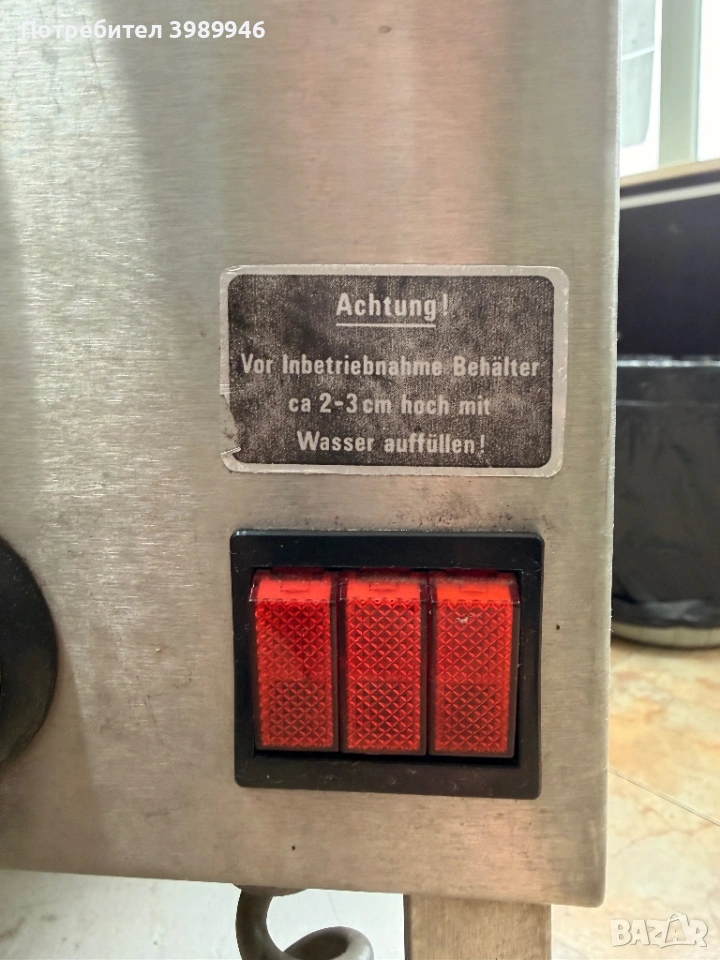 Потребител 3989946
Achtung!
Vor Inbetriebnahme Behälter
ca 2-3 cm hoch mit
Wasser auffüllen!
BAZAR